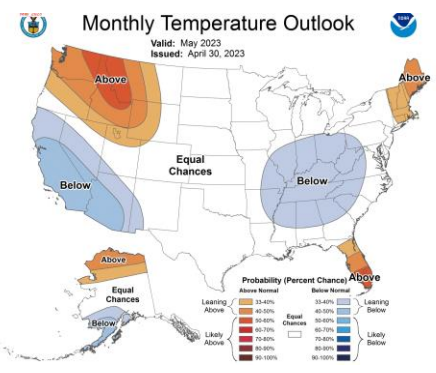 Monthly Temperature Outlook
Valid: May 2023
Issued: April 30, 2023
NOAA
Above
Above
Equal
Chances
Below
Below
Above
Above
Equal
Chances
Below
Probability (Percent Chance)
Above Normal
Below Normal
Leaning
Above
Likely
Above
33-40%
40-50%
50-60%
60-70%
70-80%
80-90%
90-100%
Equal
Chances
33-40%
40-50%
50-60%
60-70%
70-80%
80-90%
90-100%
Leaning
Below
Likely
Below